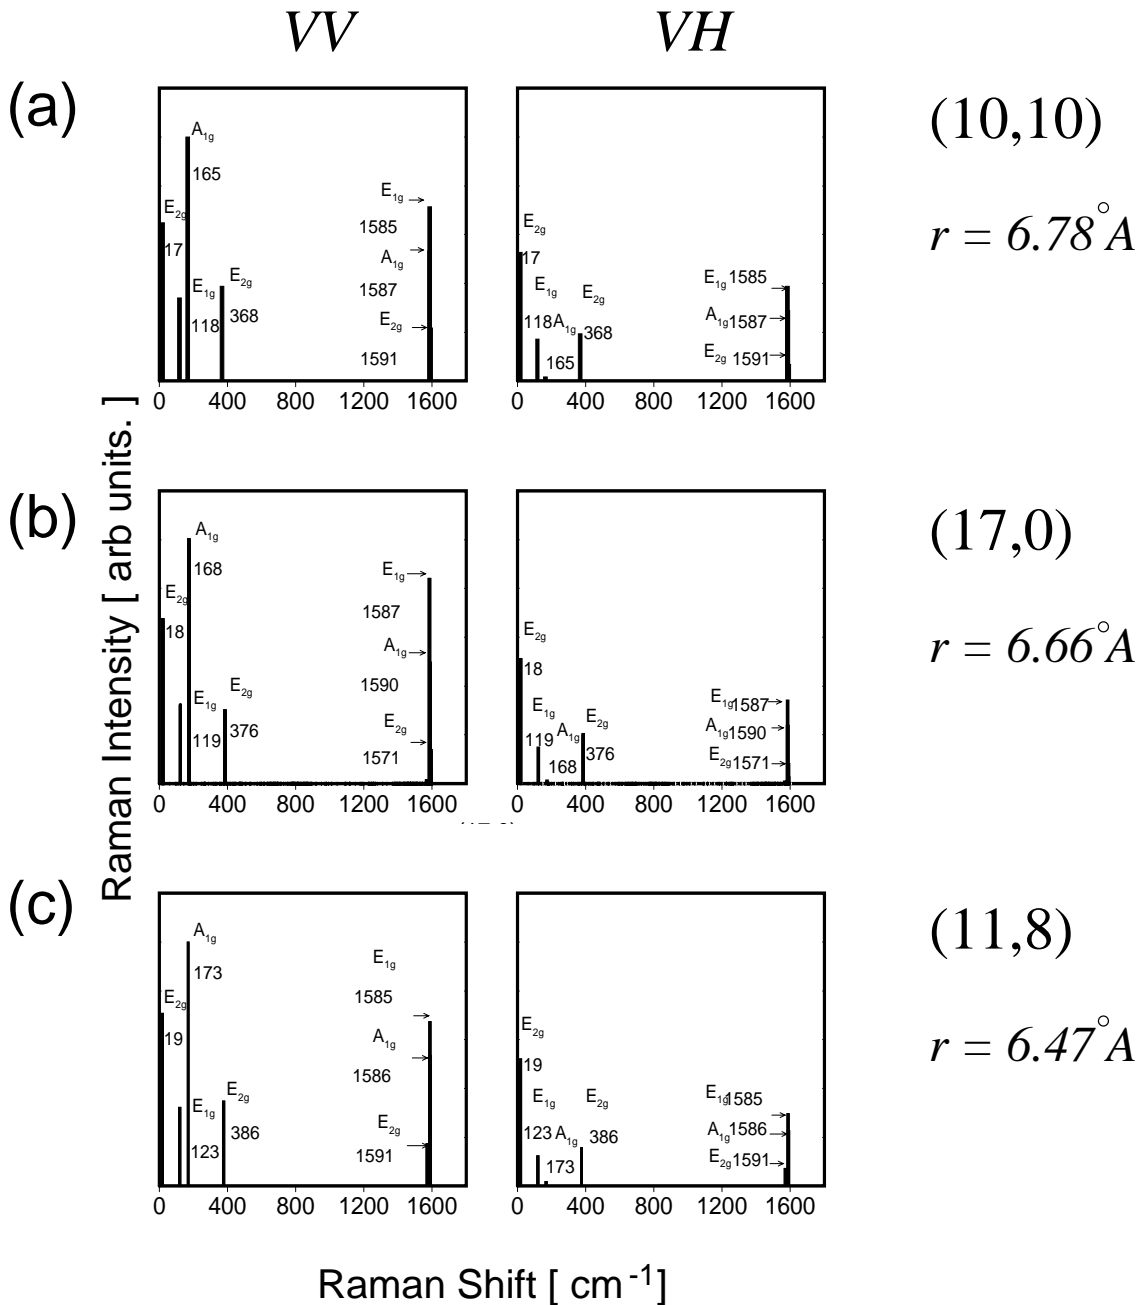 VV VH
(a)
A1g
165
E2g
17
E1g
118
E2g
368
E1g
1585
A1g
1587
E2g
1591
0 400 800 1200 1600
E2g
17
E1g
118
A1g
165
E2g
368
E1g 1585
A1g 1587
E2g 1591
0 400 800 1200 1600
(10,10)
r = 6.78°A
Raman Intensity [ arb units. ]
(b)
A1g
168
E2g
18
E1g
119
E2g
376
E1g
1587
A1g
1590
E2g
1571
0 400 800 1200 1600
E2g
18
E1g
119
A1g
168
E2g
376
E1g 1587
A1g 1590
E2g 1571
0 400 800 1200 1600
(17,0)
r = 6.66°A
(c)
A1g
173
E2g
19
E1g
123
E2g
386
E1g
1585
A1g
1586
E2g
1591
0 400 800 1200 1600
E2g
19
E1g
123
A1g
173
E2g
386
E1g 1585
A1g 1586
E2g 1591
0 400 800 1200 1600
(11,8)
r = 6.47°A
Raman Shift [ cm-1]